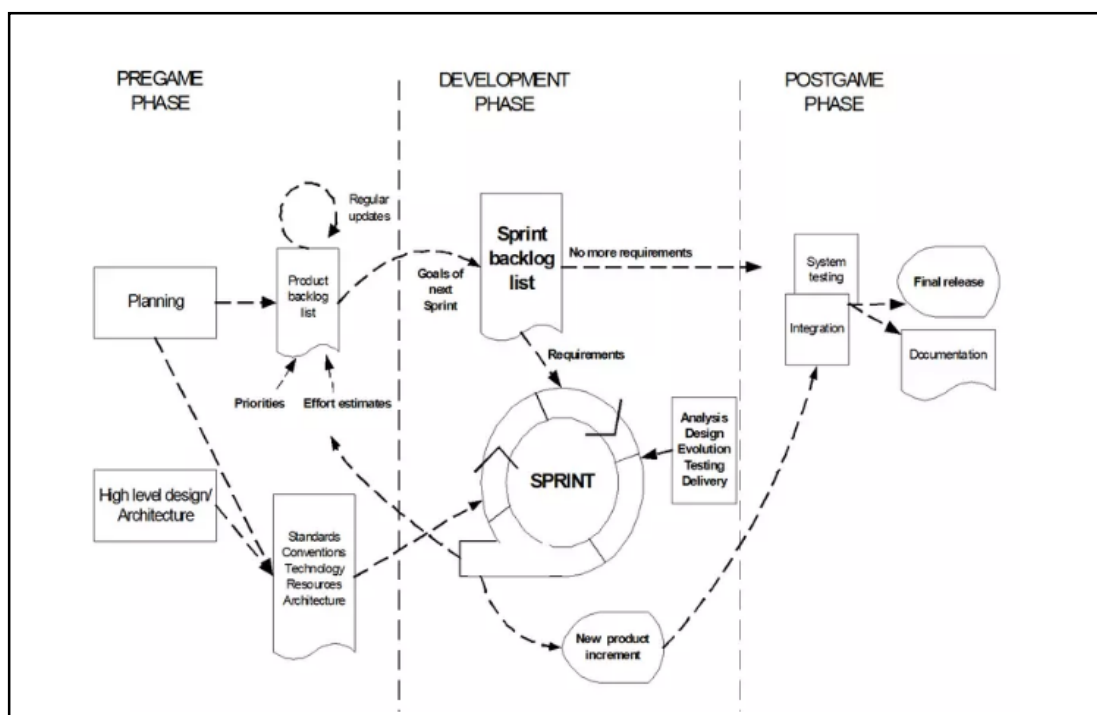 PREGAME
PHASE
DEVELOPMENT
PHASE
POSTGAME
PHASE
Regular
updates
Planning
Product
backlog
list
Goals of
next
Sprint
Sprint
backlog
list
No more requirements
System
testing
Integration
Final release
Documentation
Priorities
Effort estimates
Requirements
SPRINT
Analysis
Design
Evolution
Testing
Delivery
High level design/
Architecture
Standards
Conventions
Technology
Resources
Architecture
New product
increment